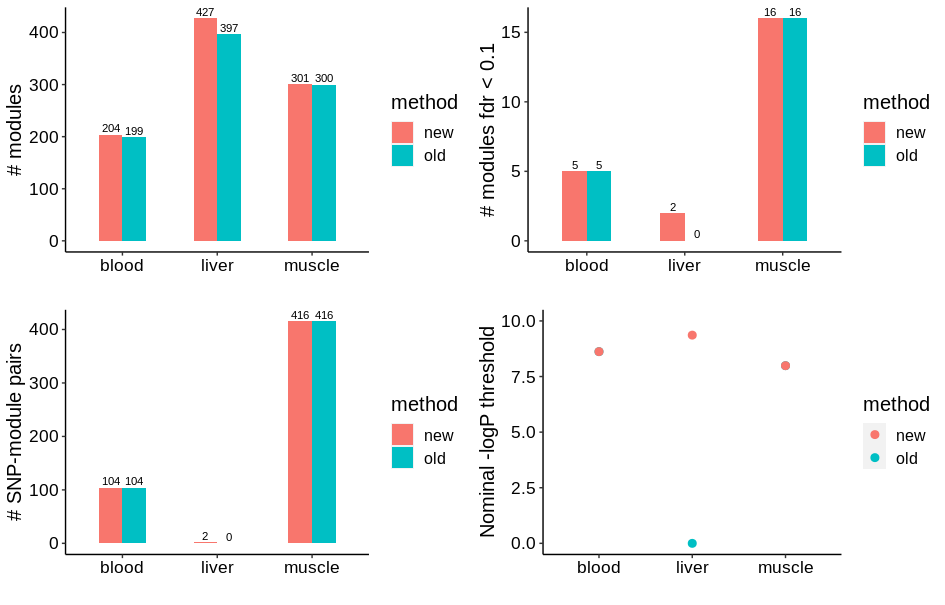 # modules
400
300
200
100
0
204 199
427 397
301 300
blood liver muscle
method
new
old
# modules fdr < 0.1
15
10
5
0
5 5
2 0
16 16
blood liver muscle
method
new
old
# SNP-module pairs
400
300
200
100
0
104 104
2 0
416 416
blood liver muscle
method
new
old
Nominal -logP threshold
10.0
7.5
5.0
2.5
0.0
blood liver muscle
method
new
old